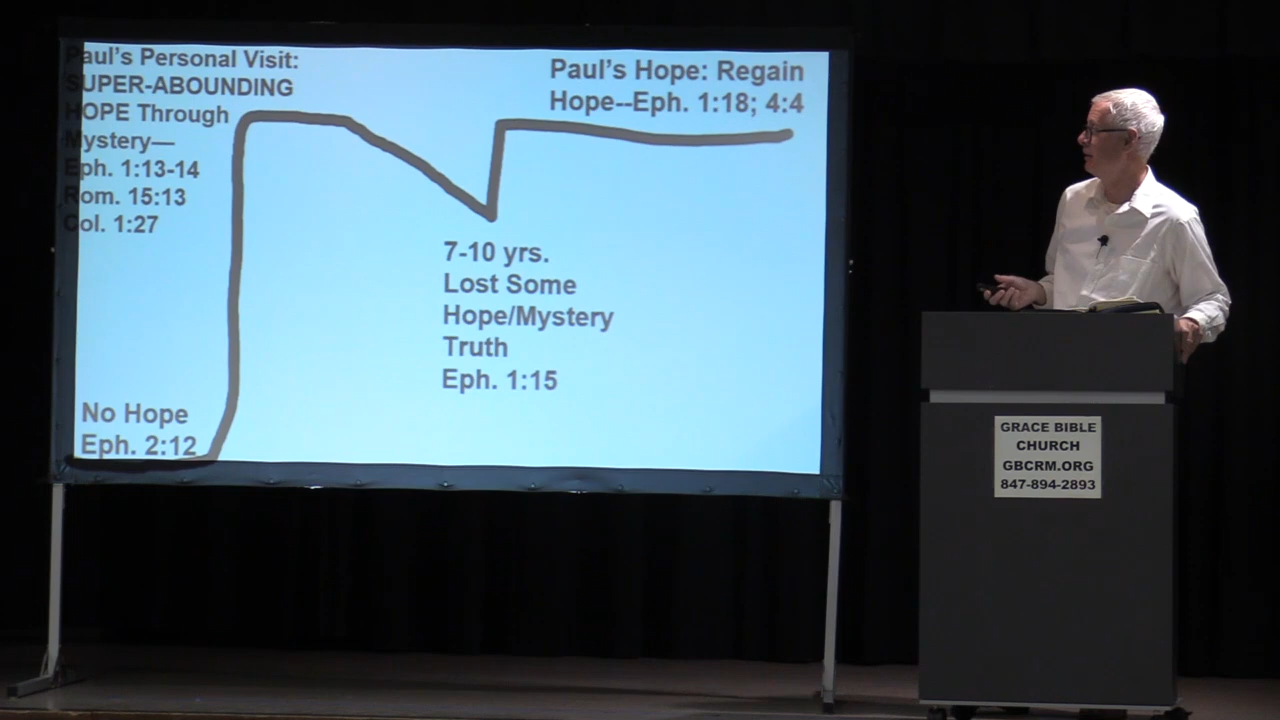 Paul's Personal Visit:
SUPER-ABOUNDING
HOPE Through
Mystery—
Eph. 1:13-14
Rom. 15:13
Col. 1:27
No Hope
Eph. 2:12
7-10 yrs.
Lost Some
Hope/Mystery
Truth
Eph. 1:15
Paul's Hope: Regain
Hope--Eph. 1:18; 4:4
GRACE BIBLE
CHURCH
GBCRM.ORG
847-894-2893